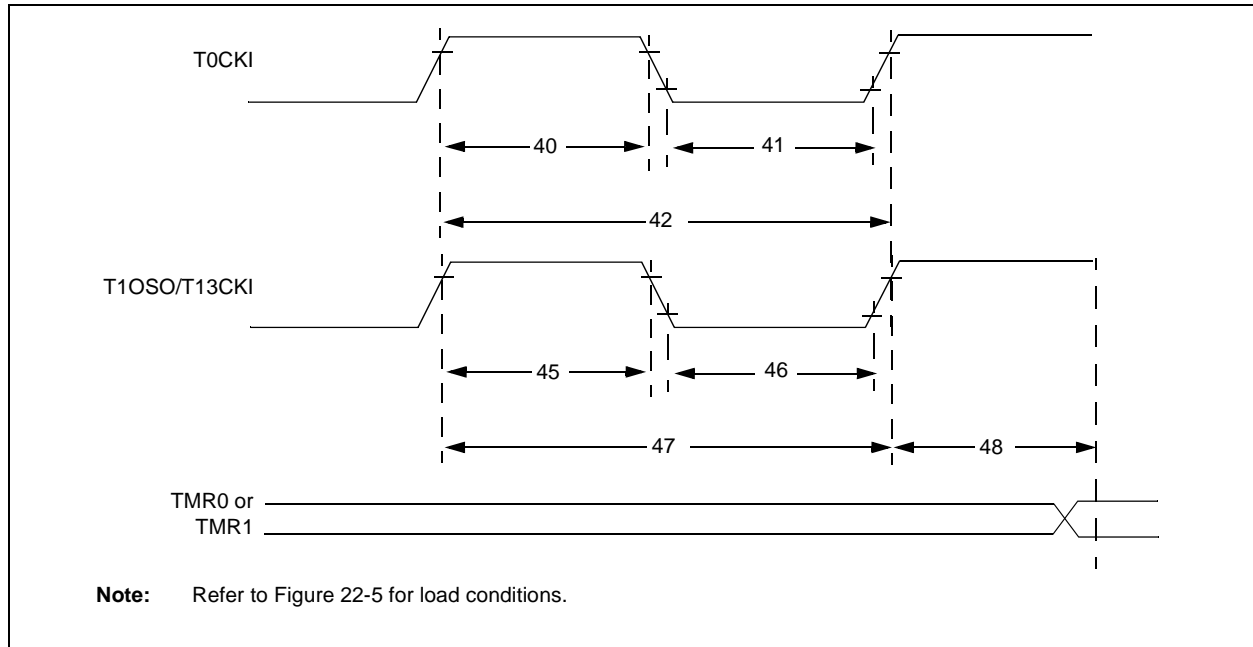 T0CKI
40
41
42
T1OSO/T13CKI
45
46
47
48
TMR0 or
TMR1
Note: Refer to Figure 22-5 for load conditions.